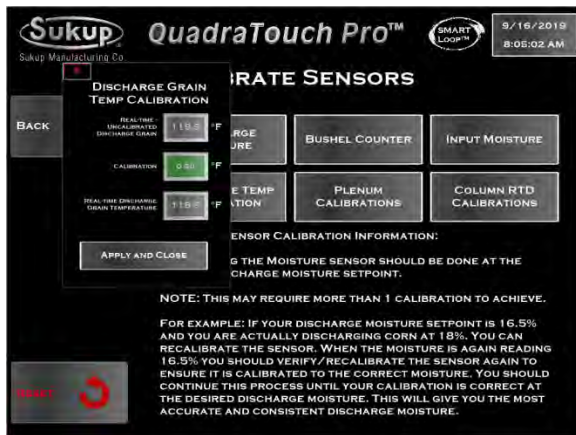 Sukup
Sukup Manufacturing Co
QuadraTouch Pro™
SMART
LOOP™
9/16/2019
8:05:02 AM
BRATE SENSORS
DISCHARGE GRAIN
TEMP CALIBRATION
REAL-TIME -
UNCALIBRATED
DISCHARGE GRAIN
°F
CALIBRATION
°F
REAL-TIME DISCHARGE
GRAIN TEMPERATURE
°F
APPLY AND CLOSE
BACK
BUSHEL COUNTER
INPUT MOISTURE
TEMP
PLENUM
CALIBRATIONS
COLUMN RTD
CALIBRATIONS
ENSOR CALIBRATION INFORMATION:
G THE MOISTURE SENSOR SHOULD BE DONE AT THE
CHARGE MOISTURE SETPOINT.
NOTE: THIS MAY REQUIRE MORE THAN 1 CALIBRATION TO ACHIEVE.
FOR EXAMPLE: IF YOUR DISCHARGE MOISTURE SETPOINT IS 16.5%
AND YOU ARE ACTUALLY DISCHARGING CORN AT 18%. YOU CAN
RECALIBRATE THE SENSOR. WHEN THE MOISTURE IS AGAIN READING
16.5% YOU SHOULD VERIFY/RECALIBRATE THE SENSOR AGAIN TO
ENSURE IT IS CALIBRATED TO THE CORRECT MOISTURE. YOU SHOULD
CONTINUE THIS PROCESS UNTIL YOUR CALIBRATION IS CORRECT AT
THE DESIRED DISCHARGE MOISTURE. THIS WILL GIVE YOU THE MOST
ACCURATE AND CONSISTENT DISCHARGE MOISTURE.